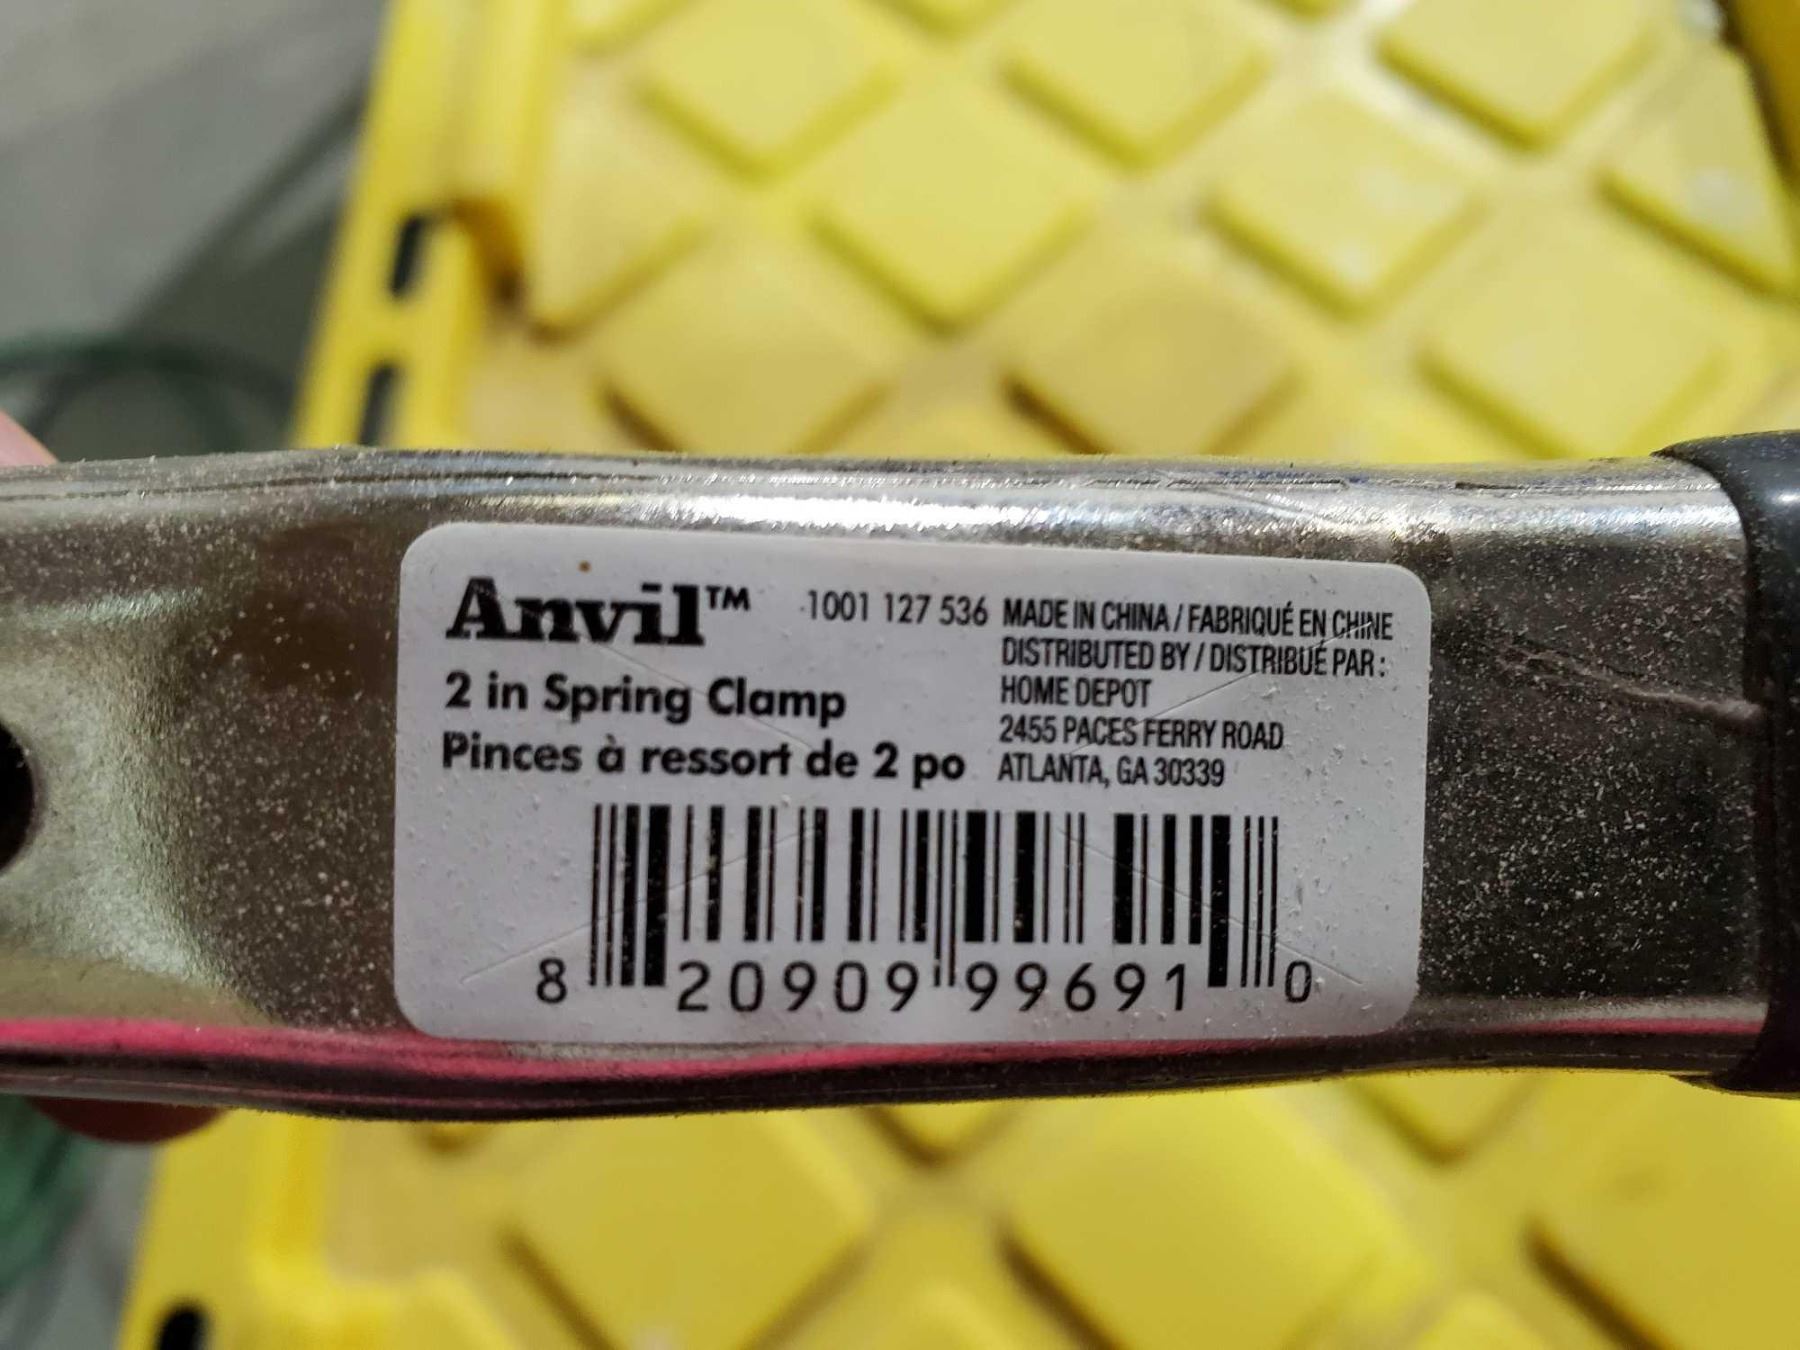 Anvil™
1001 127 536
2 in Spring Clamp
Pinces à ressort de 2 po
MADE IN CHINA / FABRIQUÉ EN CHINE
DISTRIBUTED BY / DISTRIBUÉ PAR :
HOME DEPOT
2455 PACES FERRY ROAD
ATLANTA, GA 30339
8 20909 99691 0